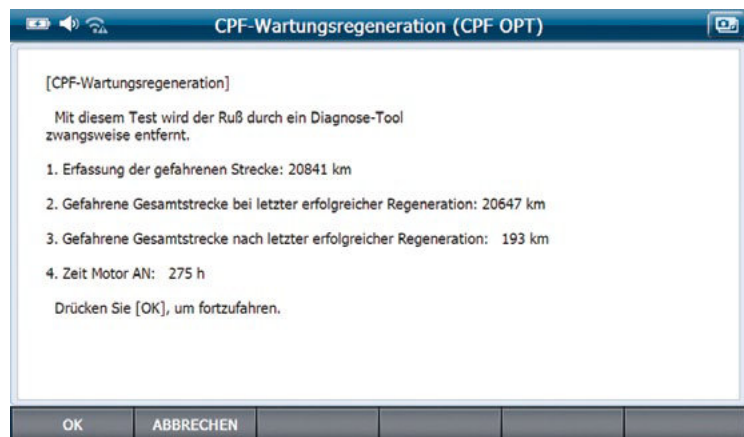 CPF-Wartungsregeneration (CPF OPT)
[CPF-Wartungsregeneration]
Mit diesem Test wird der Ruß durch ein Diagnose-Tool
zwangsweise entfernt.
1. Erfassung der gefahrenen Strecke: 20841 km
2. Gefahrene Gesamtstrecke bei letzter erfolgreicher Regeneration: 20647 km
3. Gefahrene Gesamtstrecke nach letzter erfolgreicher Regeneration: 193 km
4. Zeit Motor AN: 275 h
Drücken Sie [OK], um fortzufahren.
OK ABBRECHEN